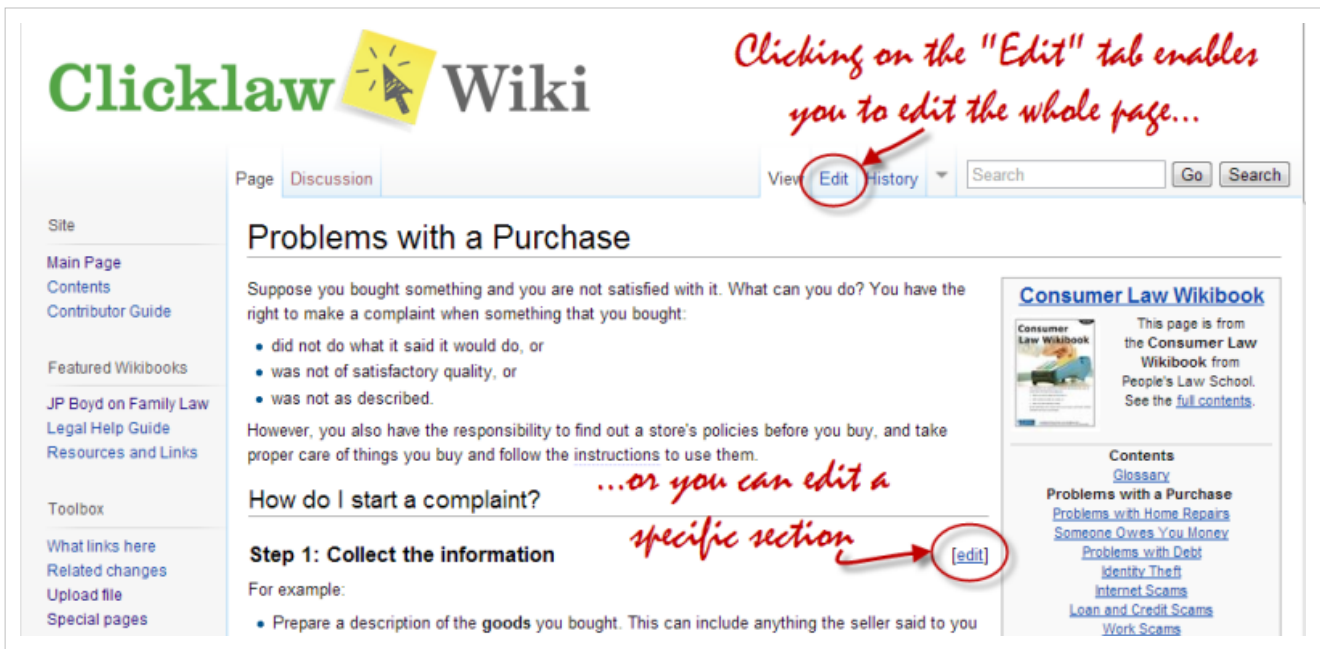 Clicklaw Wiki
Clicking on the "Edit" tab enables
you to edit the whole page...
Page Discussion
View Edit History Search Go Search
Site
Main Page
Contents
Contributor Guide
Featured Wikibooks
JP Boyd on Family Law
Legal Help Guide
Resources and Links
Toolbox
What links here
Related changes
Upload file
Special pages
Problems with a Purchase
Suppose you bought something and you are not satisfied with it. What can you do? You have the
right to make a complaint when something that you bought:
• did not do what it said it would do, or
• was not of satisfactory quality, or
• was not as described.
However, you also have the responsibility to find out a store's policies before you buy, and take
proper care of things you buy and follow the instructions to use them.
...or you can edit a
specific section
How do I start a complaint?
Step 1: Collect the information
[edit]
For example:
• Prepare a description of the goods you bought. This can include anything the seller said to you
Consumer Law Wikibook
Consumer
Law Wikibook
This page is from
the Consumer Law
Wikibook from
People's Law School.
See the full contents.
Contents
Glossary
Problems with a Purchase
Problems with Home Repairs
Someone Owes You Money
Problems with Debt
Identity Theft
Internet Scams
Loan and Credit Scams
Work Scams